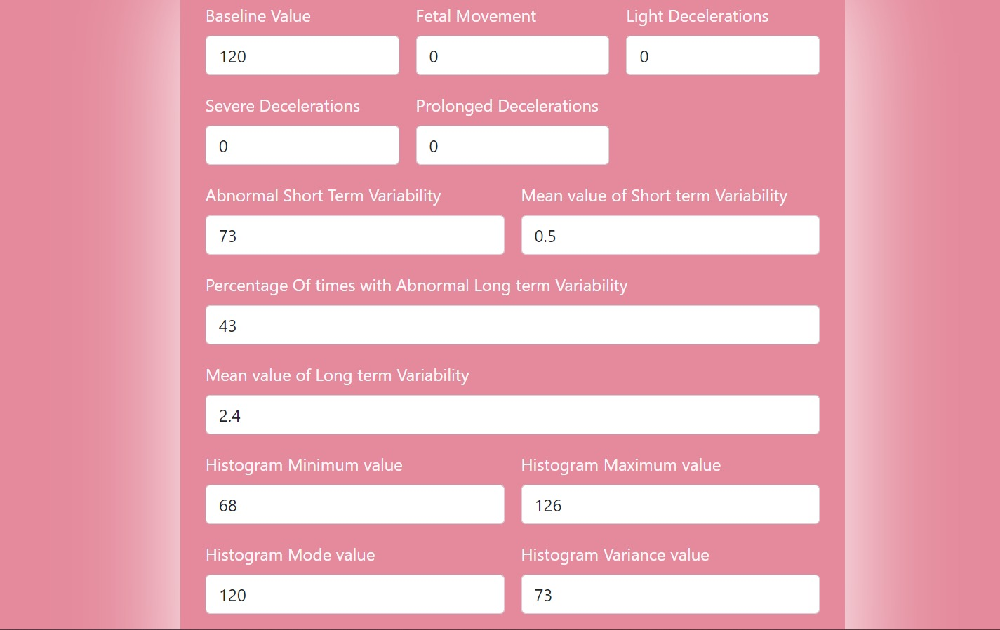 Baseline Value Fetal Movement Light Decelerations
120 0 0
Severe Decelerations Prolonged Decelerations
0 0
Abnormal Short Term Variability Mean value of Short term Variability
73 0.5
Percentage Of times with Abnormal Long term Variability
43
Mean value of Long term Variability
2.4
Histogram Minimum value Histogram Maximum value
68 126
Histogram Mode value Histogram Variance value
120 73